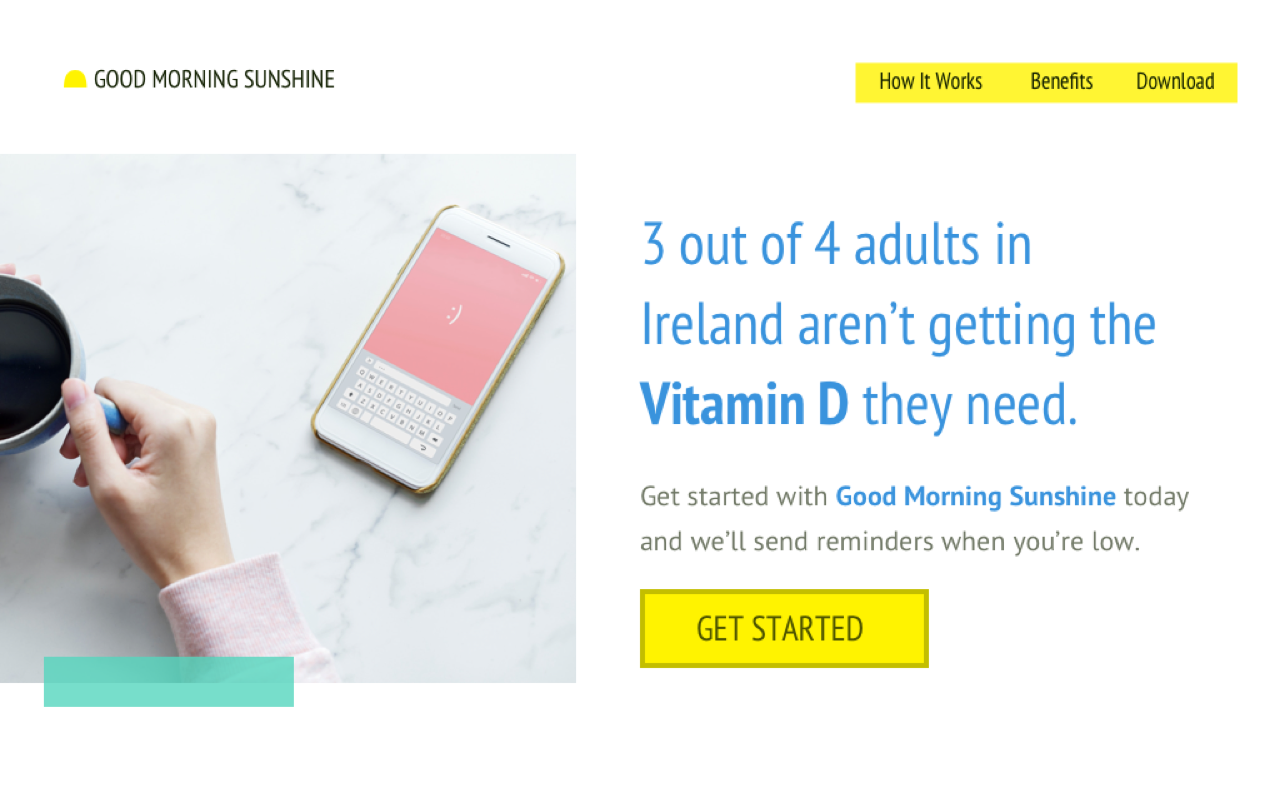 GOOD MORNING SUNSHINE
How It Works Benefits Download
:)
3 out of 4 adults in
Ireland aren’t getting the
Vitamin D they need.
Get started with Good Morning Sunshine today
and we’ll send reminders when you’re low.
GET STARTED